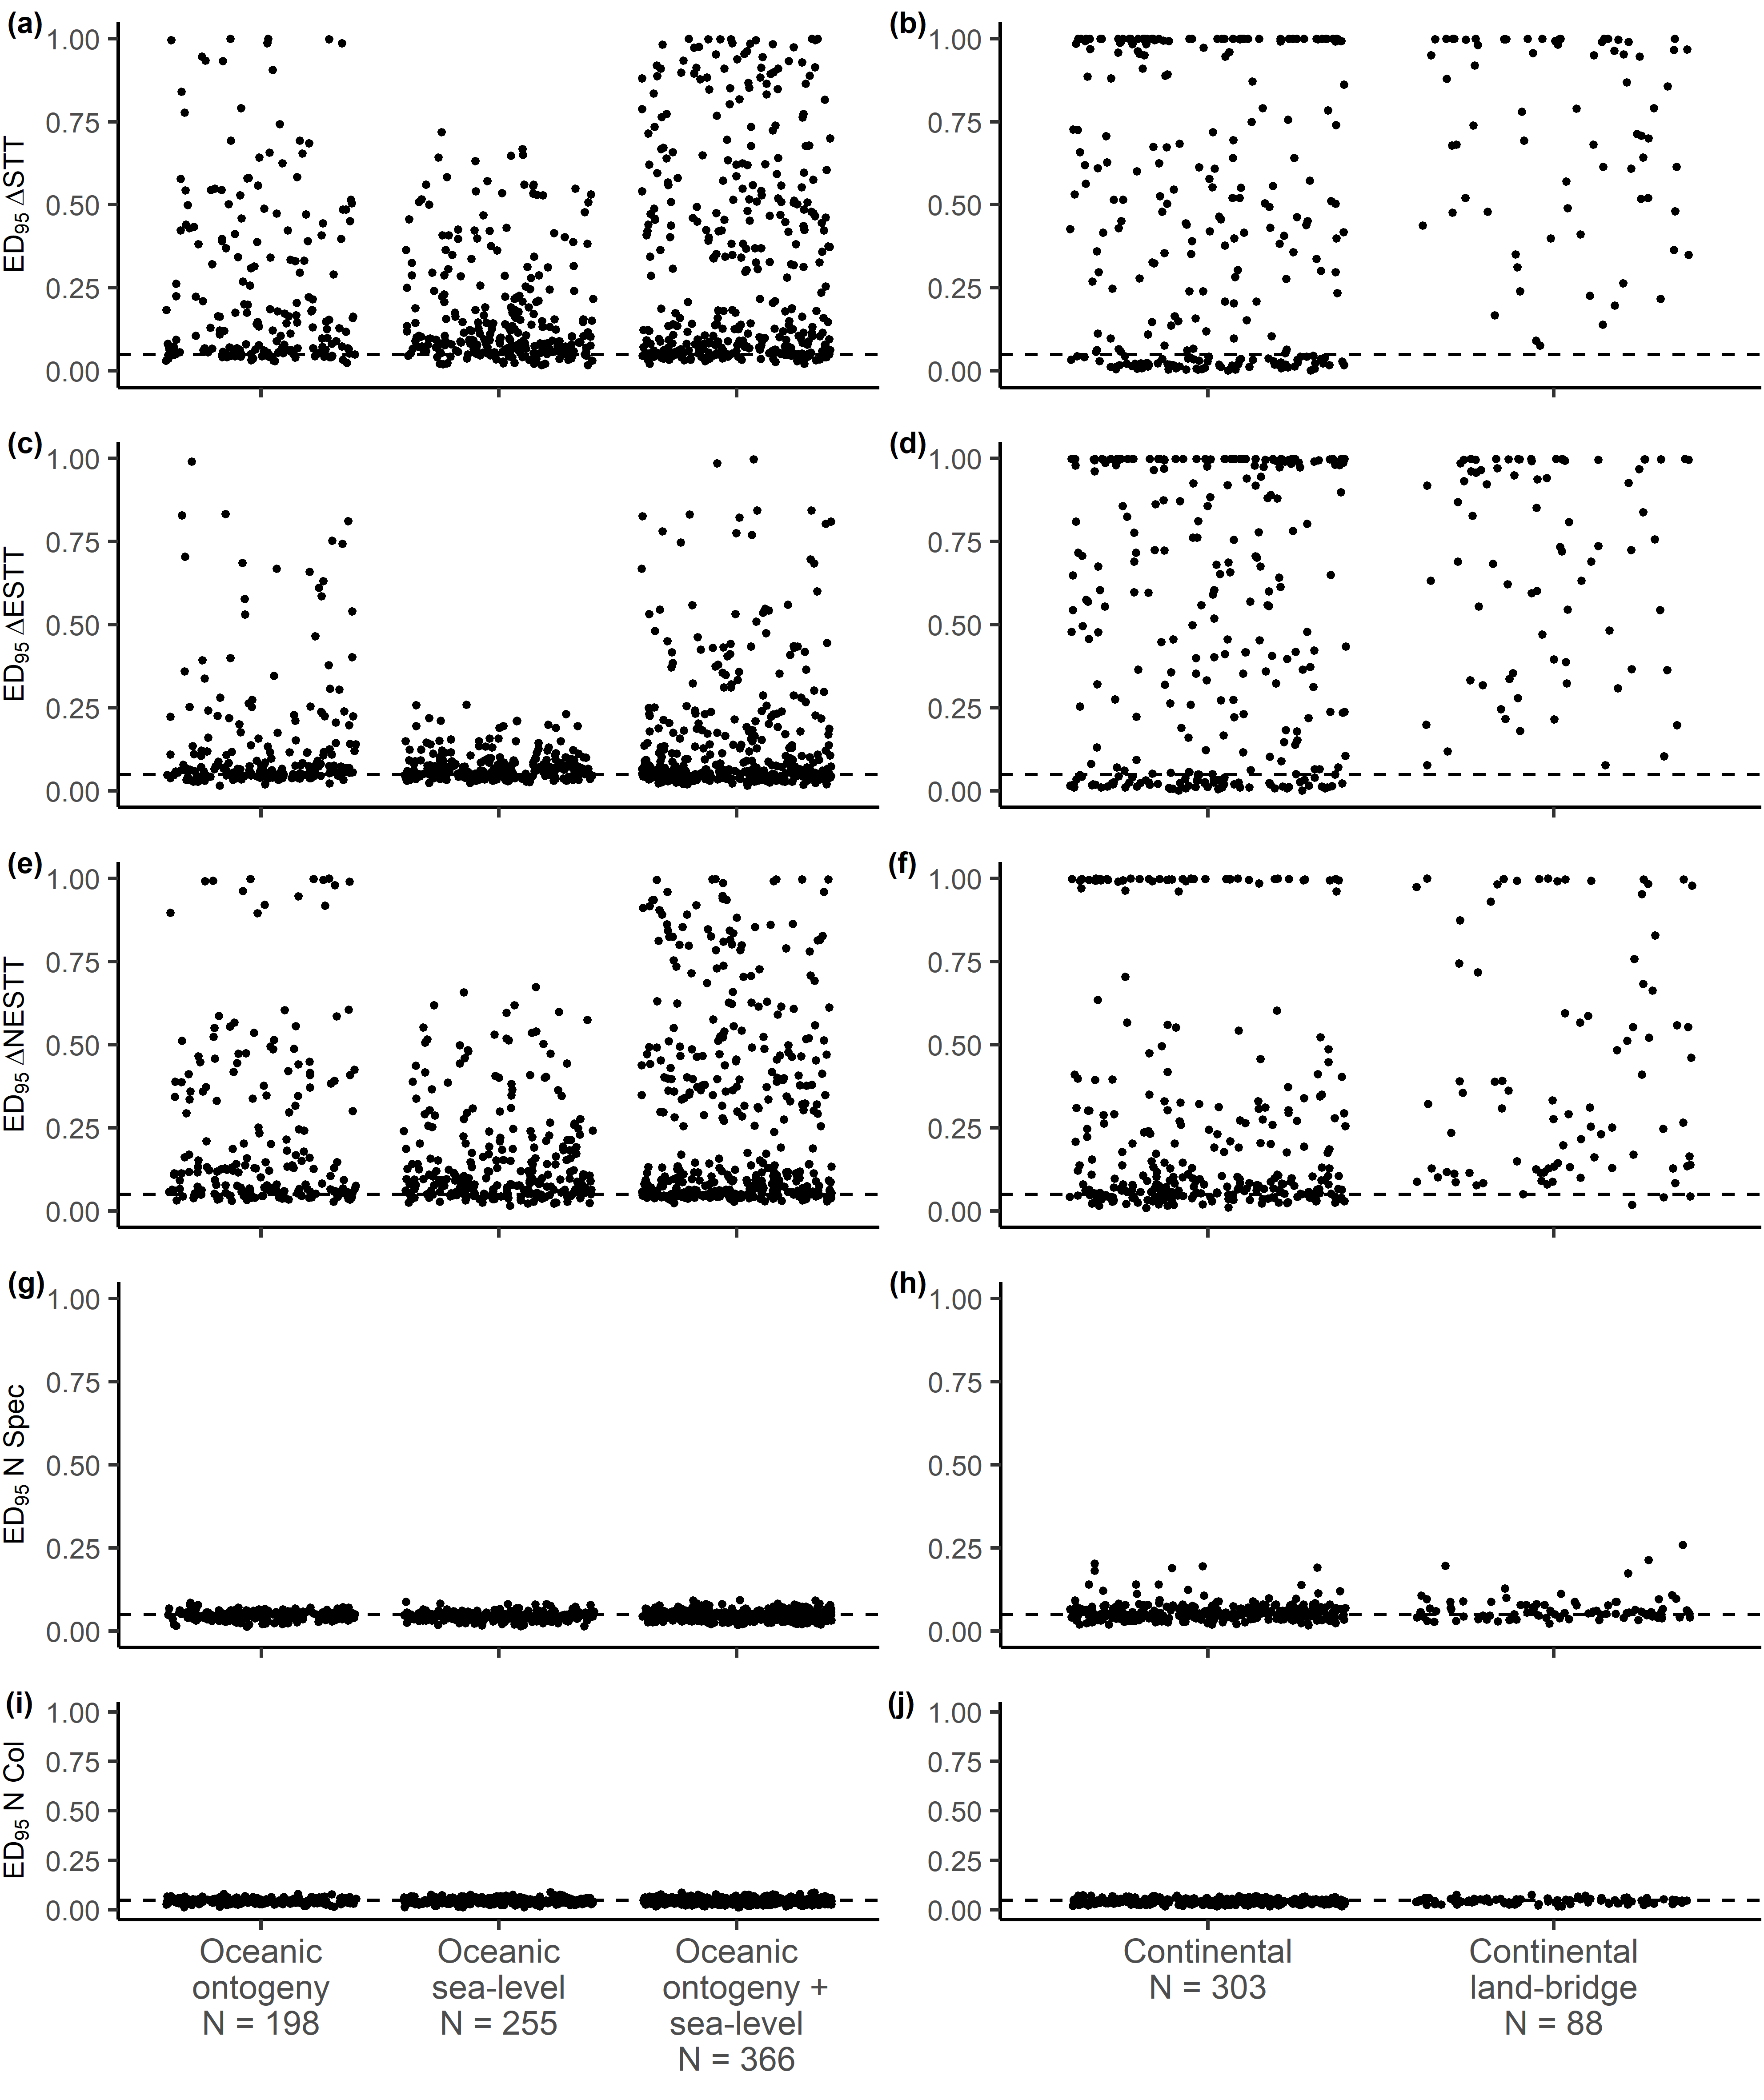 (a)
(b)
1.00
0.75
0.50
0.25
0.00
ED95 ΔSTT
1.00
0.75
0.50
0.25
0.00
(c)
(d)
1.00
0.75
0.50
0.25
0.00
ED95 ΔESTT
1.00
0.75
0.50
0.25
0.00
(e)
(f)
1.00
0.75
0.50
0.25
0.00
ED95 ΔNESTT
1.00
0.75
0.50
0.25
0.00
(g)
(h)
1.00
0.75
0.50
0.25
0.00
ED95 N Spec
1.00
0.75
0.50
0.25
0.00
(i)
(j)
1.00
0.75
0.50
0.25
0.00
ED95 N Col
1.00
0.75
0.50
0.25
0.00
Oceanic
ontogeny
N = 198
Oceanic
sea-level
N = 255
Oceanic
ontogeny +
sea-level
N = 366
Continental
N = 303
Continental
land-bridge
N = 88